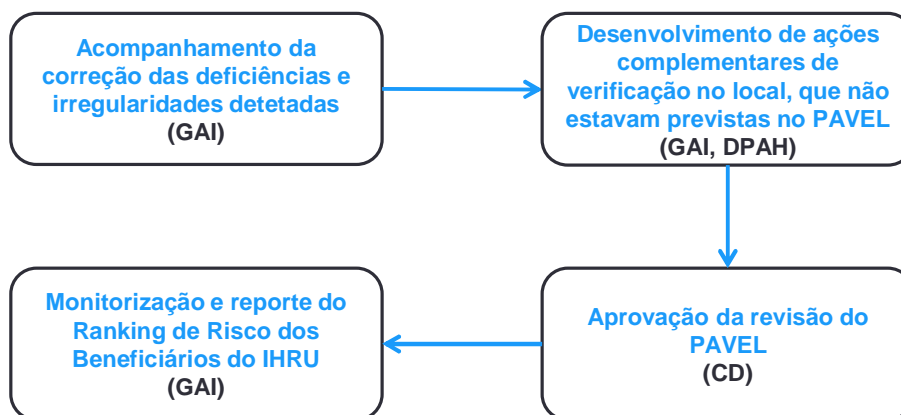 Acompanhamento da
correção das deficiências e
irregularidades detetadas
(GAI)
Desenvolvimento de ações
complementares de
verificação no local, que não
estavam previstas no PAVEL
(GAI, DPAH)
Aprovação da revisão do
PAVEL
(CD)
Monitorização e reporte do
Ranking de Risco dos
Beneficiários do IHRU
(GAI)